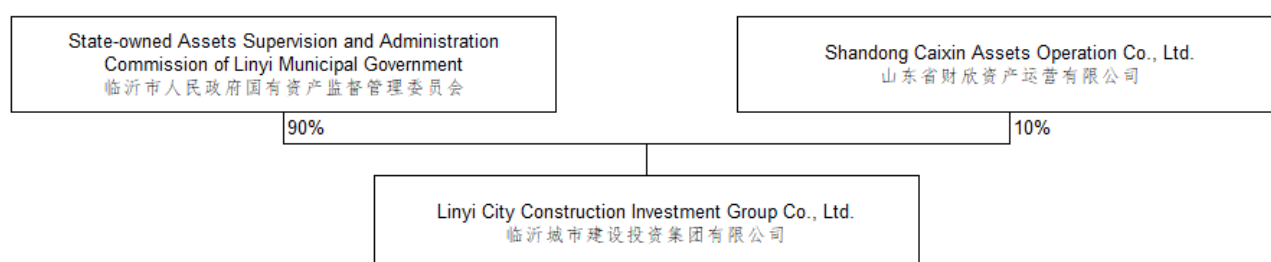 State-owned Assets Supervision and Administration
Commission of Linyi Municipal Government
临沂市人民政府国有资产监督管理委员会
Shandong Caixin Assets Operation Co., Ltd.
山东省财欣资产运营有限公司
90%
10%
Linyi City Construction Investment Group Co., Ltd.
临沂城市建设投资集团有限公司